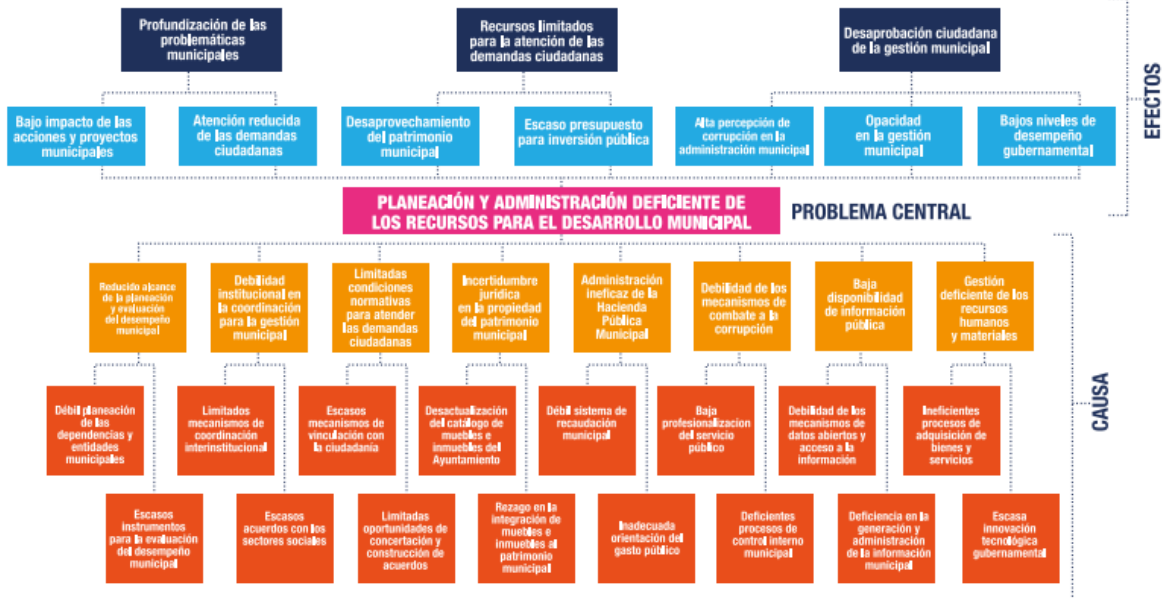 Profundización de las
problemáticas
municipales
Recursos limitados
para la atención de las
demandas ciudadanas
Desaprobación ciudadana
de la gestión municipal
EFECTOS
Bajo impacto de las
acciones y proyectos
municipales
Atención reducida
de las demandas
ciudadanas
Desaprovechamiento
del patrimonio
municipal
Escaso presupuesto
para inversión pública
Alta percepción de
corrupción en la
administración municipal
Opacidad
en la gestión
municipal
Bajos niveles de
desempeño
gubernamental
PLANEACIÓN Y ADMINISTRACIÓN DEFICIENTE DE
LOS RECURSOS PARA EL DESARROLLO MUNICIPAL
PROBLEMA CENTRAL
CAUSA
Reducido alcance
de la planeación
y evaluación
del desempeño
municipal
Debilidad
institucional en
la coordinación
para la gestión
municipal
Limitadas
condiciones
normativas
para atender
las demandas
ciudadanas
Incertidumbre
jurídica
en la propiedad
del patrimonio
municipal
Administración
ineficaz de la
Hacienda
Pública
Municipal
Debilidad de los
mecanismos de
combate a la
corrupción
Baja
disponibilidad
de información
pública
Gestión
deficiente de los
recursos
humanos
y materiales
Débil planeación
de las
dependencias y
entidades
municipales
Limitados
mecanismos de
coordinación
interinstitucional
Escasos
mecanismos de
vinculación con
la ciudadanía
Desactualización
del catálogo de
muebles e
inmuebles del
Ayuntamiento
Débil sistema de
recaudación
municipal
Baja
profesionalizacion
del servicio
público
Debilidad de los
mecanismos de
datos abiertos y
acceso a la
información
Ineficientes
procesos de
adquisición de
bienes y
servicios
Escasos
instrumentos
para la evaluación
del desempeño
municipal
Escasos
acuerdos con los
sectores sociales
Limitadas
oportunidades de
concertación y
construcción de
acuerdos
Rezago en la
integración de
muebles e
inmuebles al
patrimonio
municipal
Inadecuada
orientación del
gasto público
Deficientes
procesos de
control interno
municipal
Deficiencia en la
generación y
administración
de la información
municipal
Escasa
innovación
tecnológica
gubernamental